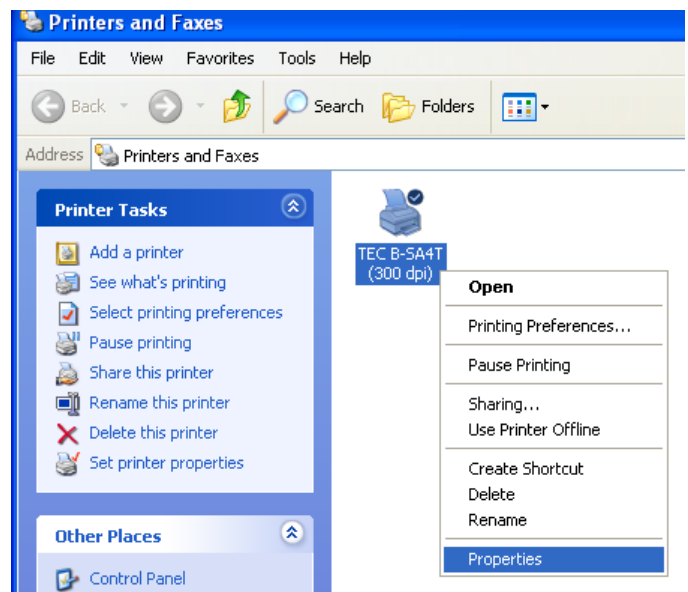 Printers and Faxes
File Edit View Favorites Tools Help
Back Search Folders
Address Printers and Faxes
Printer Tasks
Add a printer
See what's printing
Select printing preferences
Pause printing
Share this printer
Rename this printer
Delete this printer
Set printer properties
Other Places
Control Panel
TEC B-SA4T
(300 dpi)
Open
Printing Preferences...
Pause Printing
Sharing...
Use Printer Offline
Create Shortcut
Delete
Rename
Properties